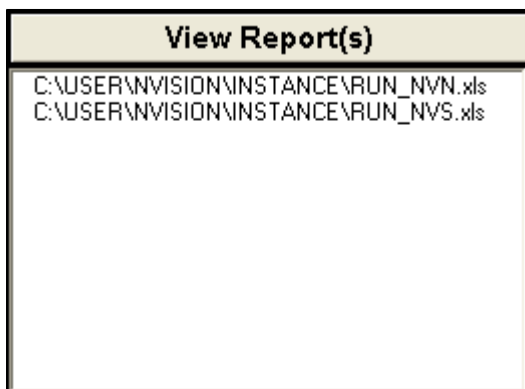 View Report(s)
C:\USER\NVISION\INSTANCE\RUN_NVN.xls
C:\USER\NVISION\INSTANCE\RUN_NVS.xls